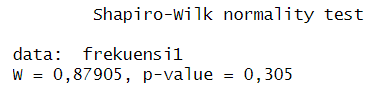 Shapiro-Wilk normality test
data: frekuensi1
W = 0,87905, p-value = 0,305